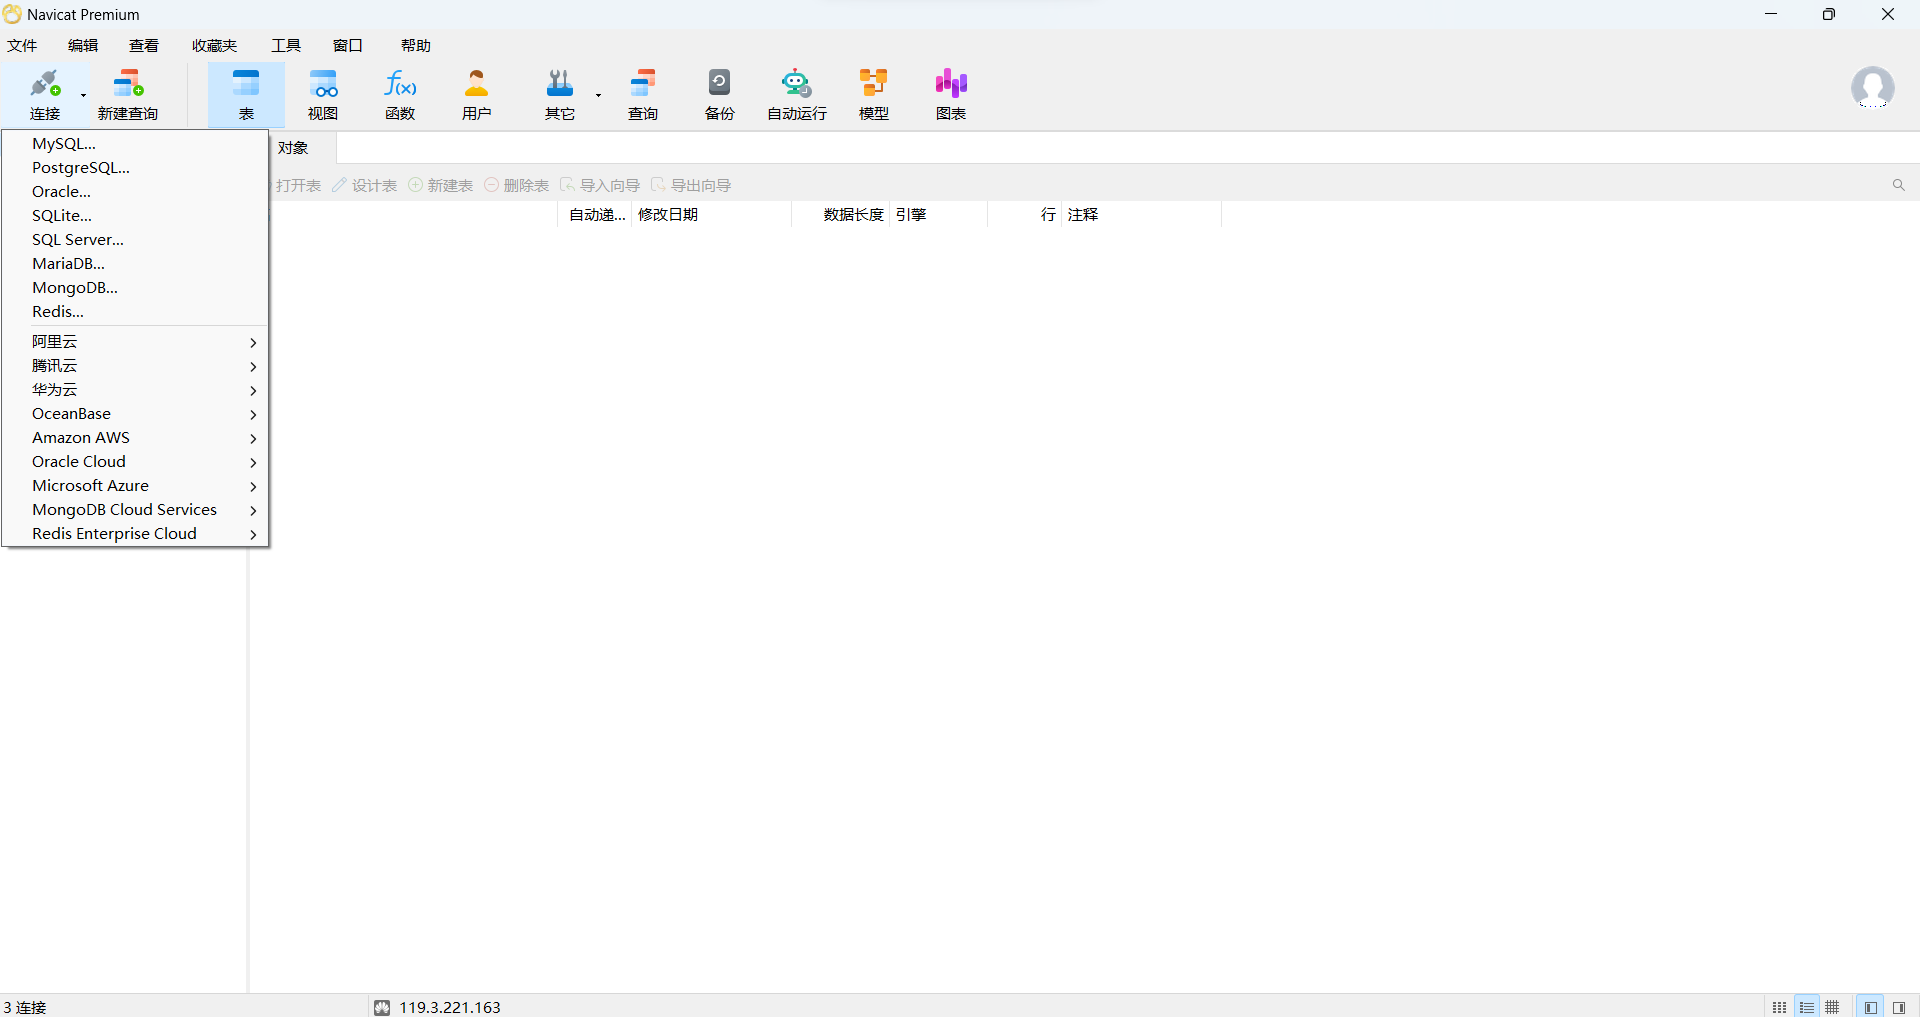 Navicat Premium
文件 编辑 查看 收藏夹 工具 窗口 帮助
连接 新建查询 表 视图 函数 用户 其它 查询 备份 自动运行 模型 图表
MySQL...
PostgreSQL...
Oracle...
SQLite...
SQL Server...
MariaDB...
MongoDB...
Redis...
阿里云
腾讯云
华为云
OceanBase
Amazon AWS
Oracle Cloud
Microsoft Azure
MongoDB Cloud Services
Redis Enterprise Cloud
对象
打开表 设计表 新建表 删除表 导入向导 导出向导
自动递... 修改日期 数据长度 引擎 行 注释
3 连接 119.3.221.163